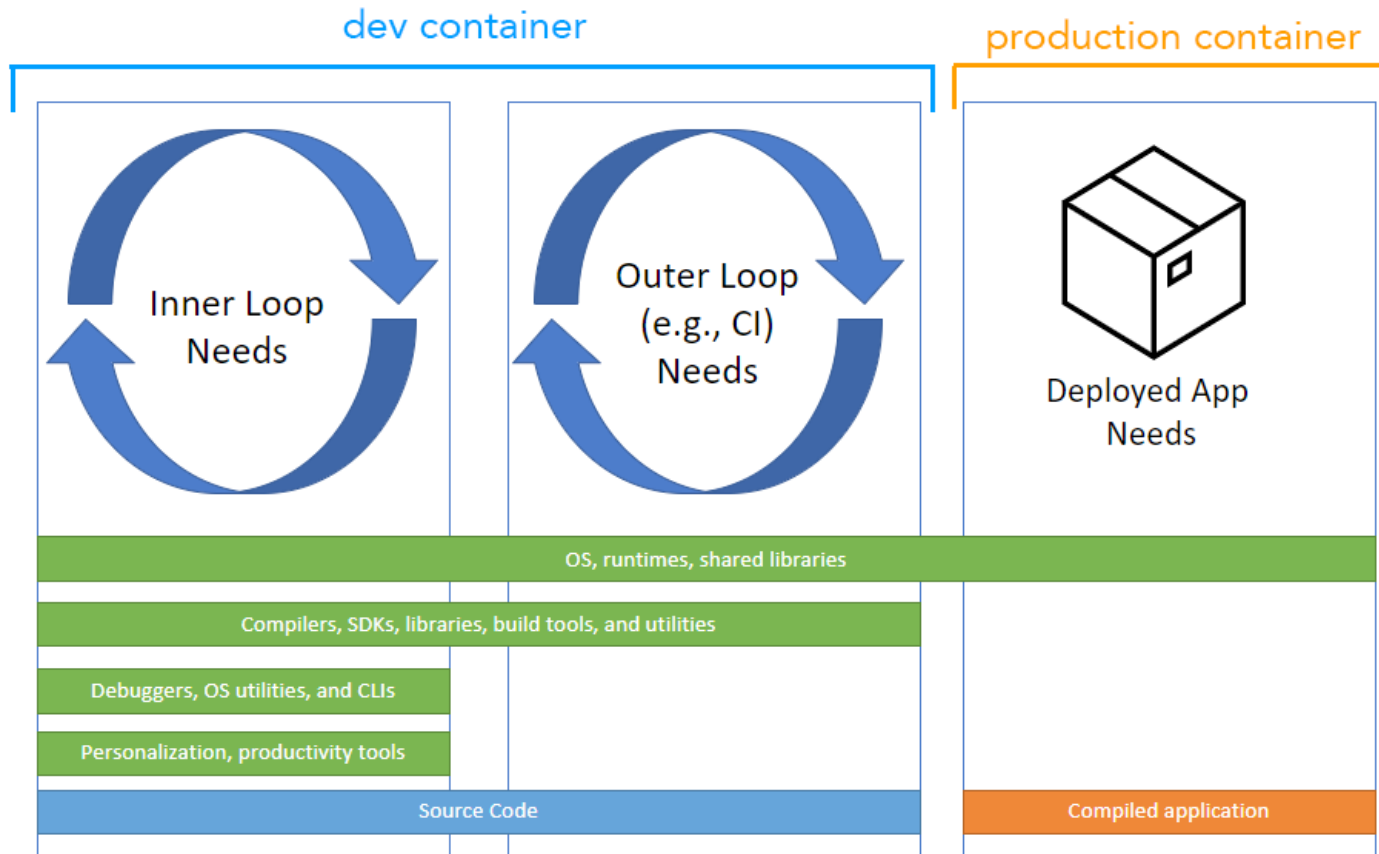 dev container
production container
Inner Loop
Needs
Outer Loop
(e.g., CI)
Needs
Deployed App
Needs
OS, runtimes, shared libraries
Compilers, SDKs, libraries, build tools, and utilities
Debuggers, OS utilities, and CLIs
Personalization, productivity tools
Source Code
Compiled application